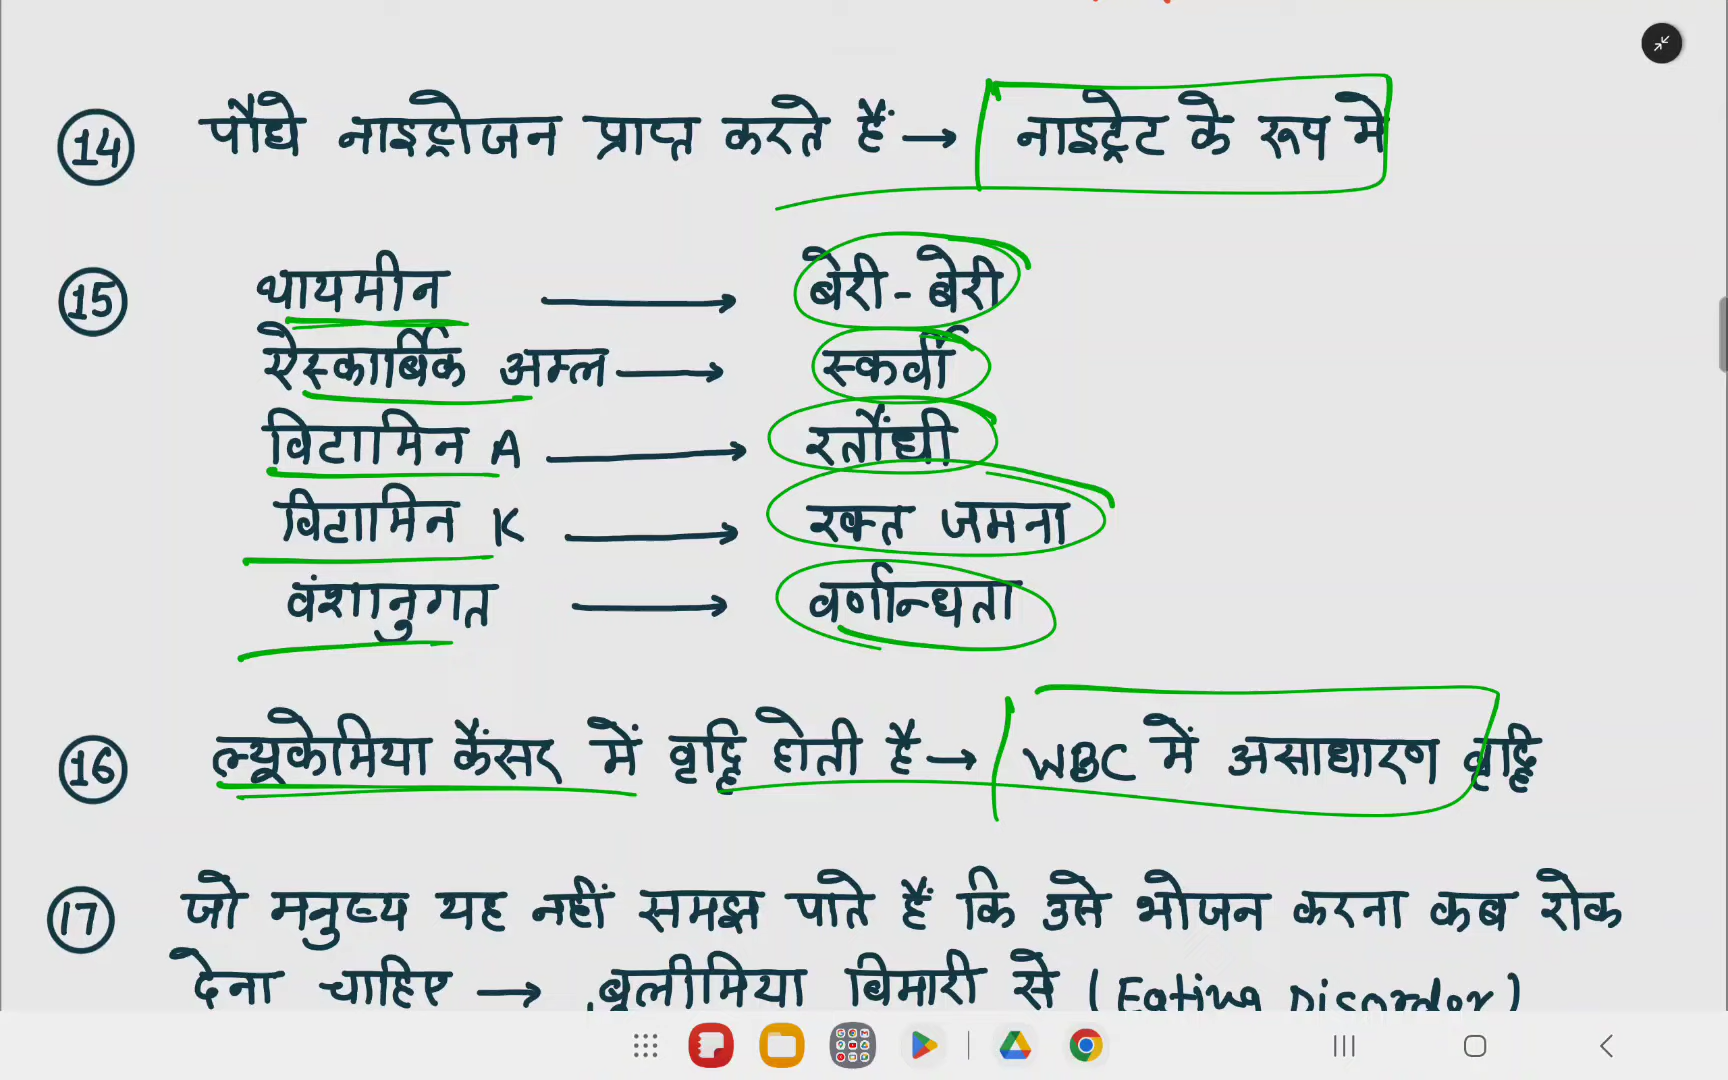 14 पौधे नाइट्रोजन प्राप्त करते हैं → नाइट्रेट के रूप में
15 थायमीन → बेरी-बेरी
ऐस्कार्बिक अम्ल → स्कर्वी
विटामिन A → रतौंधी
विटामिन K → रक्त जमना
वंशानुगत → वर्णान्धता
16 ल्यूकेमिया कैंसर में वृद्धि होती है → WBC में असाधारण वृद्धि
17 जो मनुष्य यह नहीं समझ पाते हैं कि उसे भोजन करना कब रोक
देना चाहिए → बूलीमिया बिमारी से (Eating Disorder)